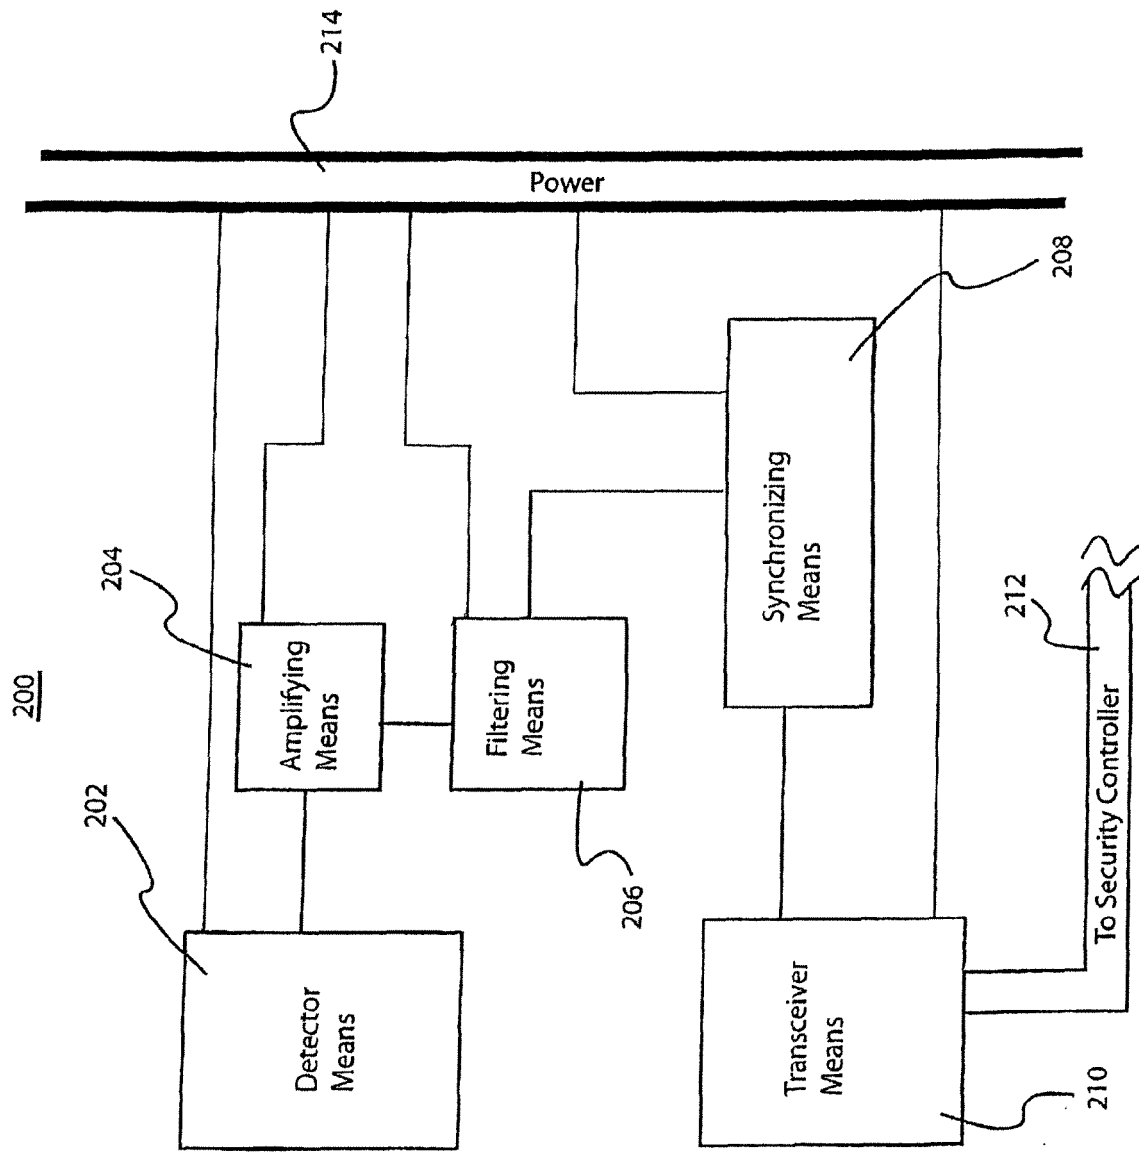 200
202
Detector
Means
204
Amplifying
Means
206
Filtering
Means
208
Synchronizing
Means
210
Transceiver
Means
212
To Security Controller
214
Power